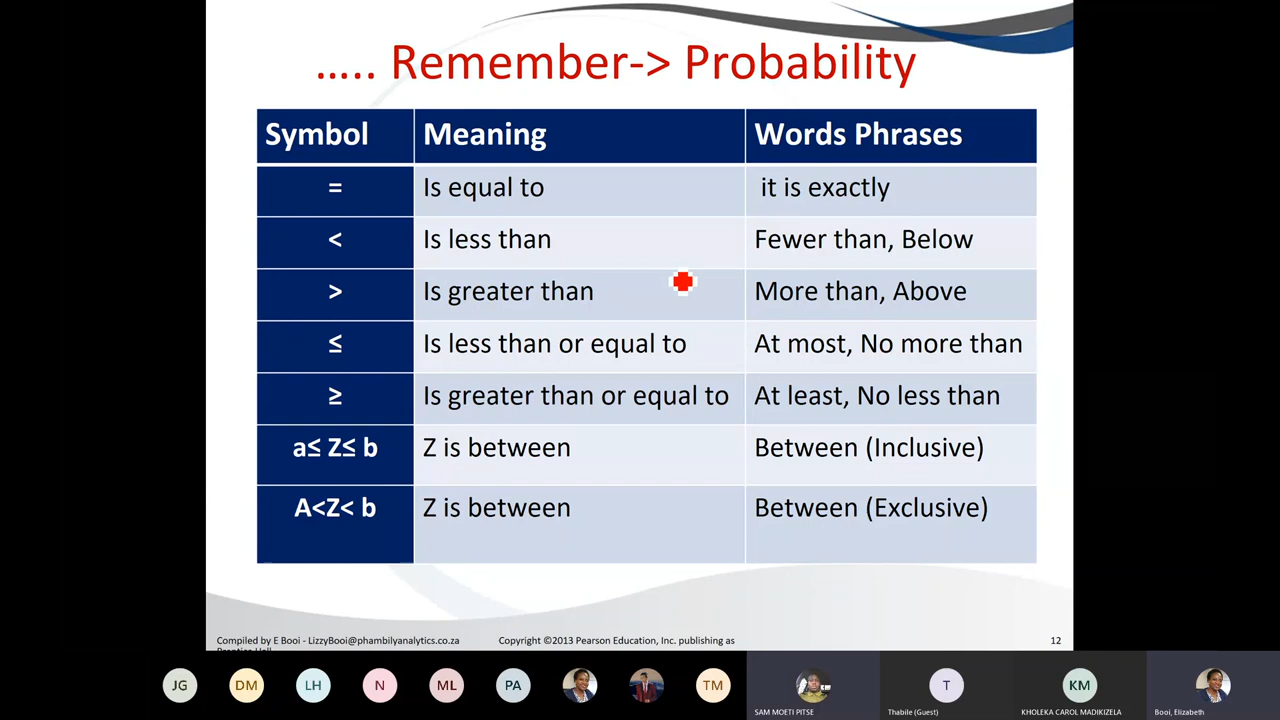 ..... Remember-> Probability
Symbol Meaning Words Phrases
= Is equal to it is exactly
< Is less than Fewer than, Below
> Is greater than More than, Above
≤ Is less than or equal to At most, No more than
≥ Is greater than or equal to At least, No less than
a≤ Z≤ b Z is between Between (Inclusive)
A<Z< b Z is between Between (Exclusive)
Compiled by E Booi - LizzyBooi@phambilyanalytics.co.za Copyright ©2013 Pearson Education, Inc. publishing as 12
Prentice Hall
JG DM LH N ML PA TM T KM
SAM MOETI PITSE Thabile (Guest) KHOLEKA CAROL MADIKIZELA Booi, Elizabeth